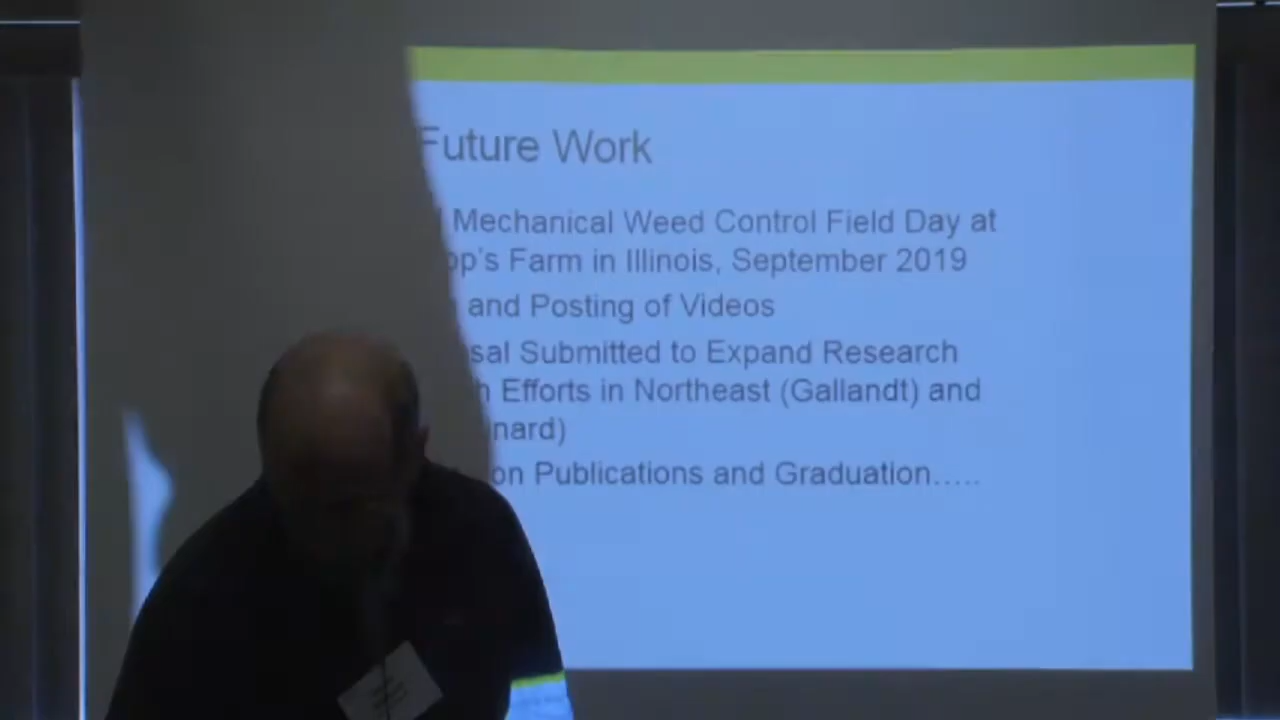 Future Work
Mechanical Weed Control Field Day at
op's Farm in Illinois, September 2019
and Posting of Videos
sal Submitted to Expand Research
h Efforts in Northeast (Gallandt) and
nard)
on Publications and Graduation…..